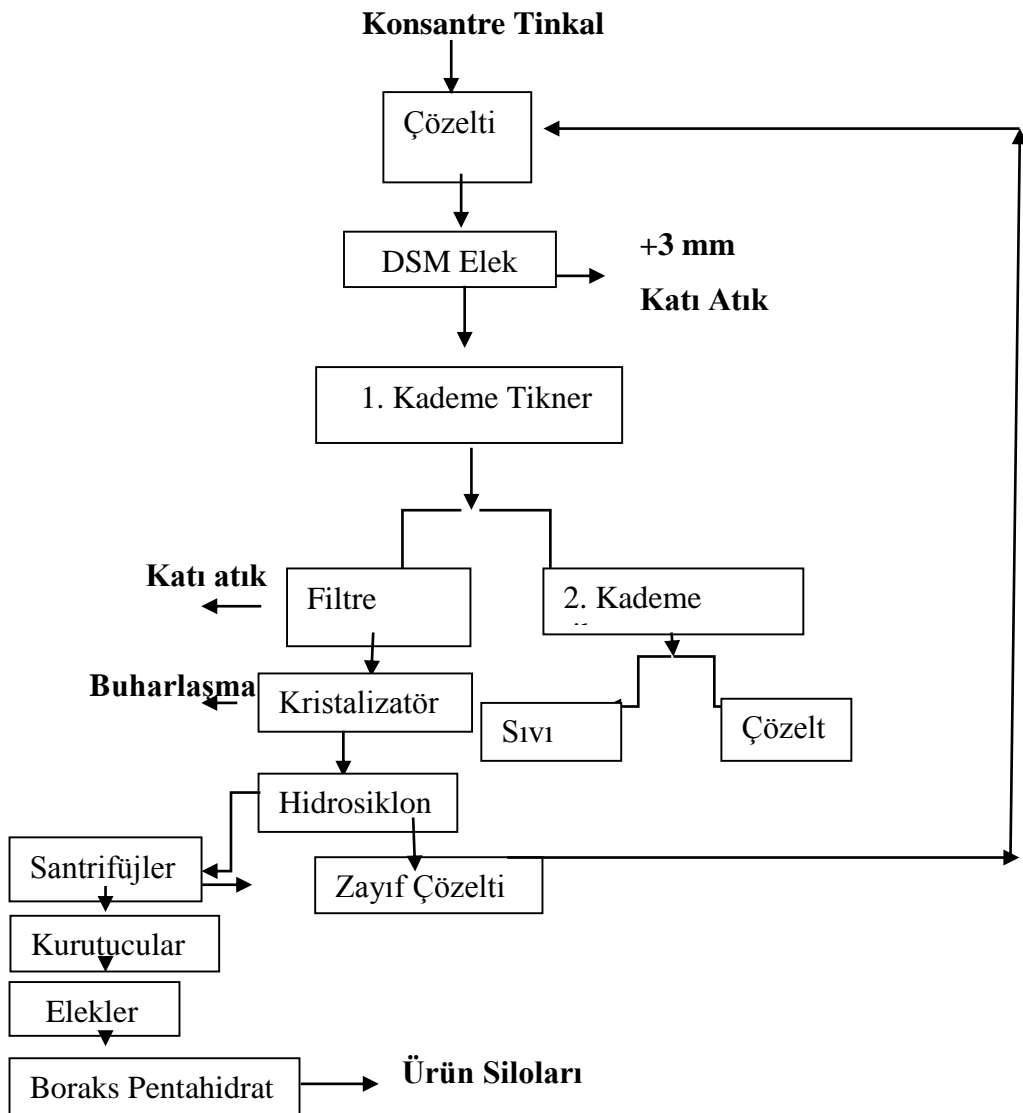 Konsantre Tinkal
Çözelti
DSM Elek
+3 mm
Katı Atık
1. Kademe Tikner
Katı atık
Filtre
2. Kademe
Buharlaşma
Kristalizatör
Sıvı
Çözelt
Hidrosiklon
Santrifüjler
Zayıf Çözelti
Kurutucular
Elekler
Boraks Pentahidrat
Ürün Siloları